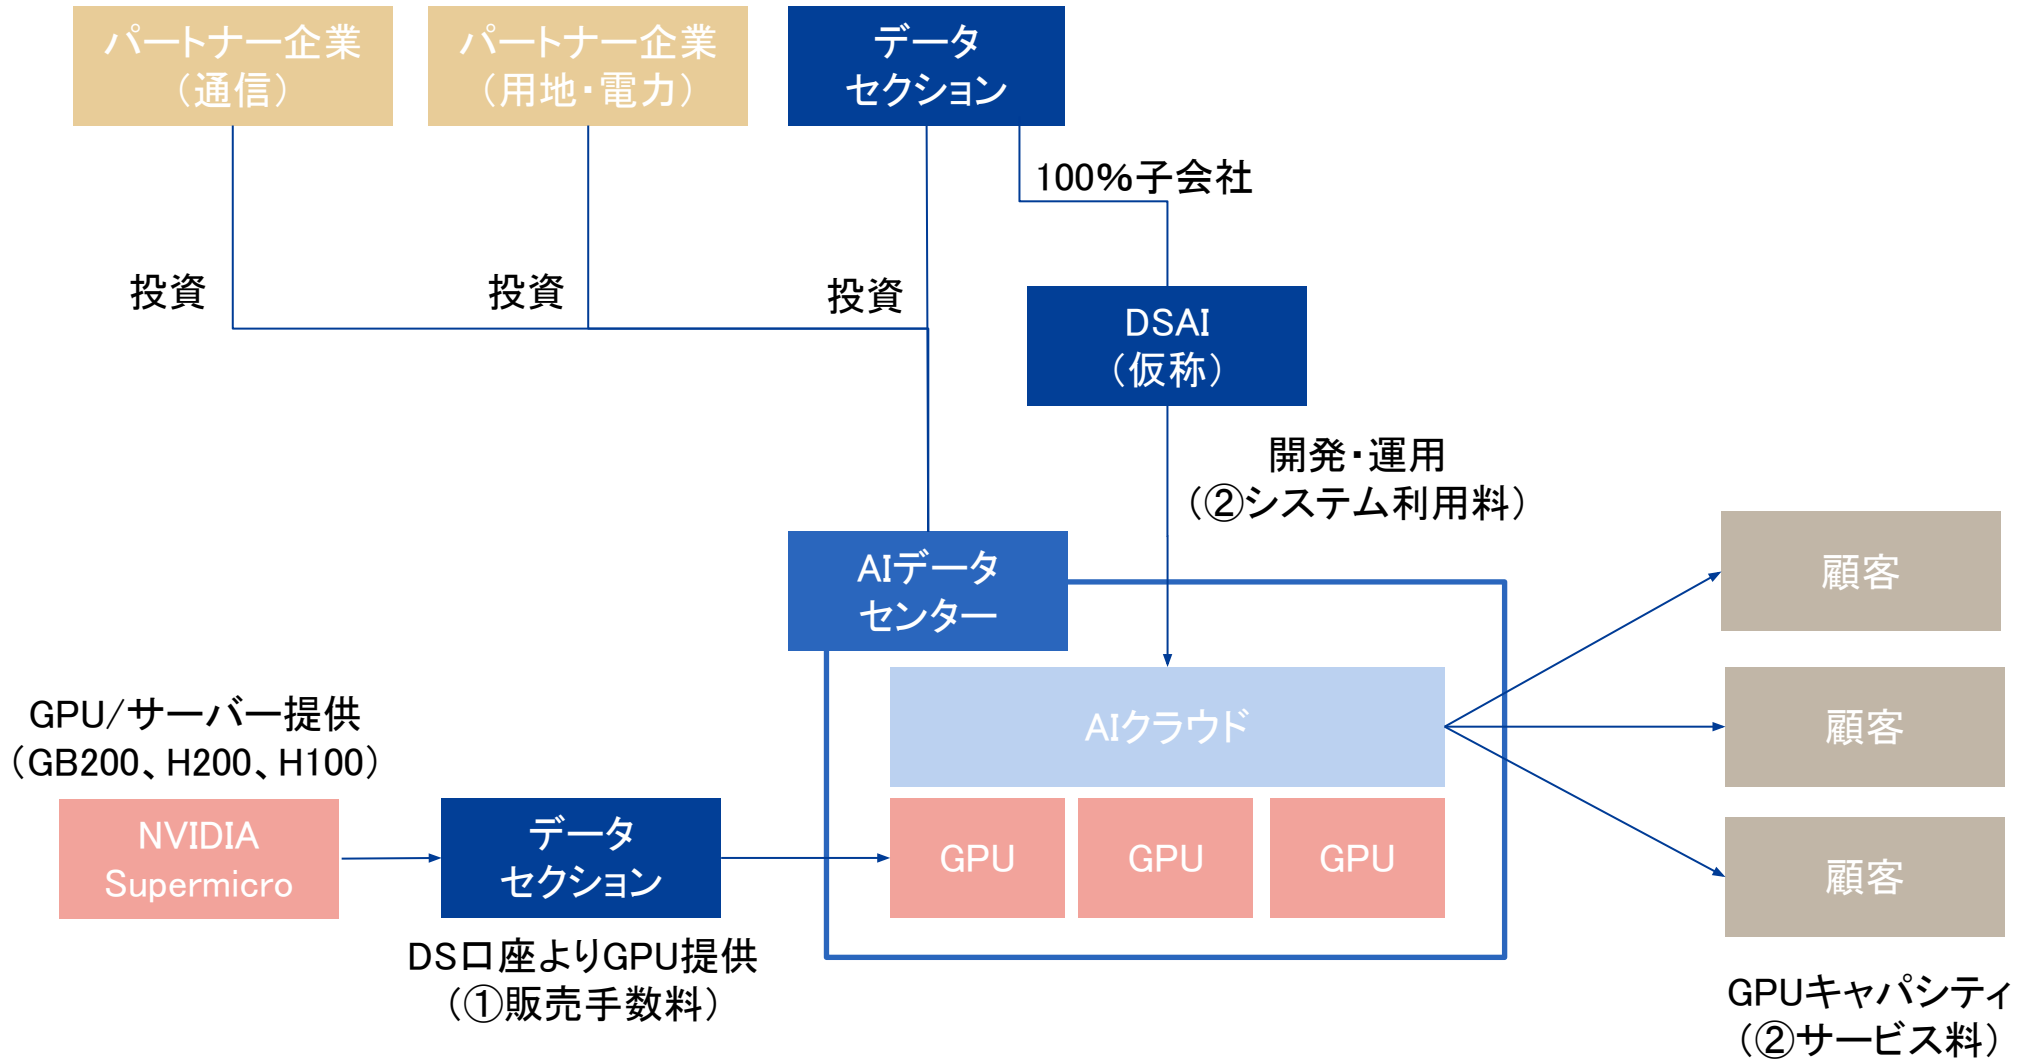 パートナー企業
（通信）
パートナー企業
（用地・電力）
データ
セクション
100%子会社
投資
投資
投資
DSAI
（仮称）
開発・運用
（②システム利用料）
AIデータ
センター
AIクラウド
GPU
GPU
GPU
顧客
顧客
顧客
GPU/サーバー提供
（GB200、H200、H100）
NVIDIA
Supermicro
データ
セクション
DS口座よりGPU提供
（①販売手数料）
GPUキャパシティ
（②サービス料）